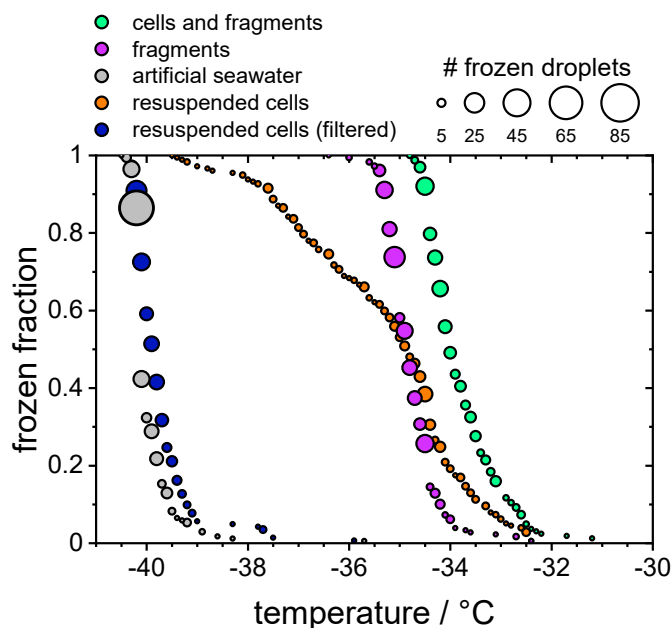 cells and fragments
fragments
artificial seawater
resuspended cells
resuspended cells (filtered)
# frozen droplets
5 25 45 65 85
1
0.8
0.6
0.4
0.2
0
frozen fraction
-40 -38 -36 -34 -32 -30
temperature / °C